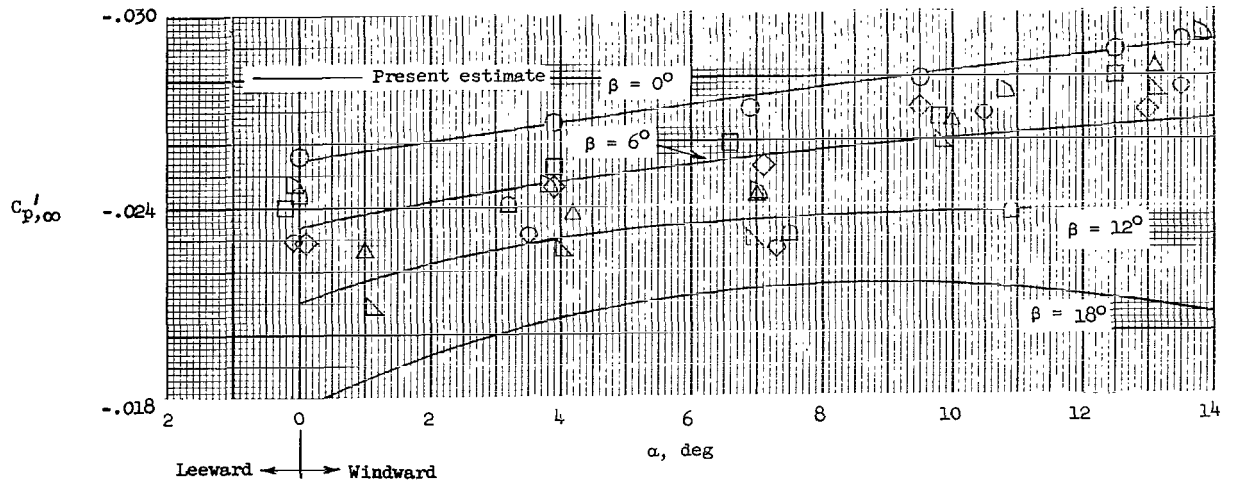 -.030
Present estimate
β = 0°
β = 6°
C'p,∞
-.024
β = 12°
β = 18°
-.018
2 0 2 4 6 8 10 12 14
α, deg
Leeward Windward